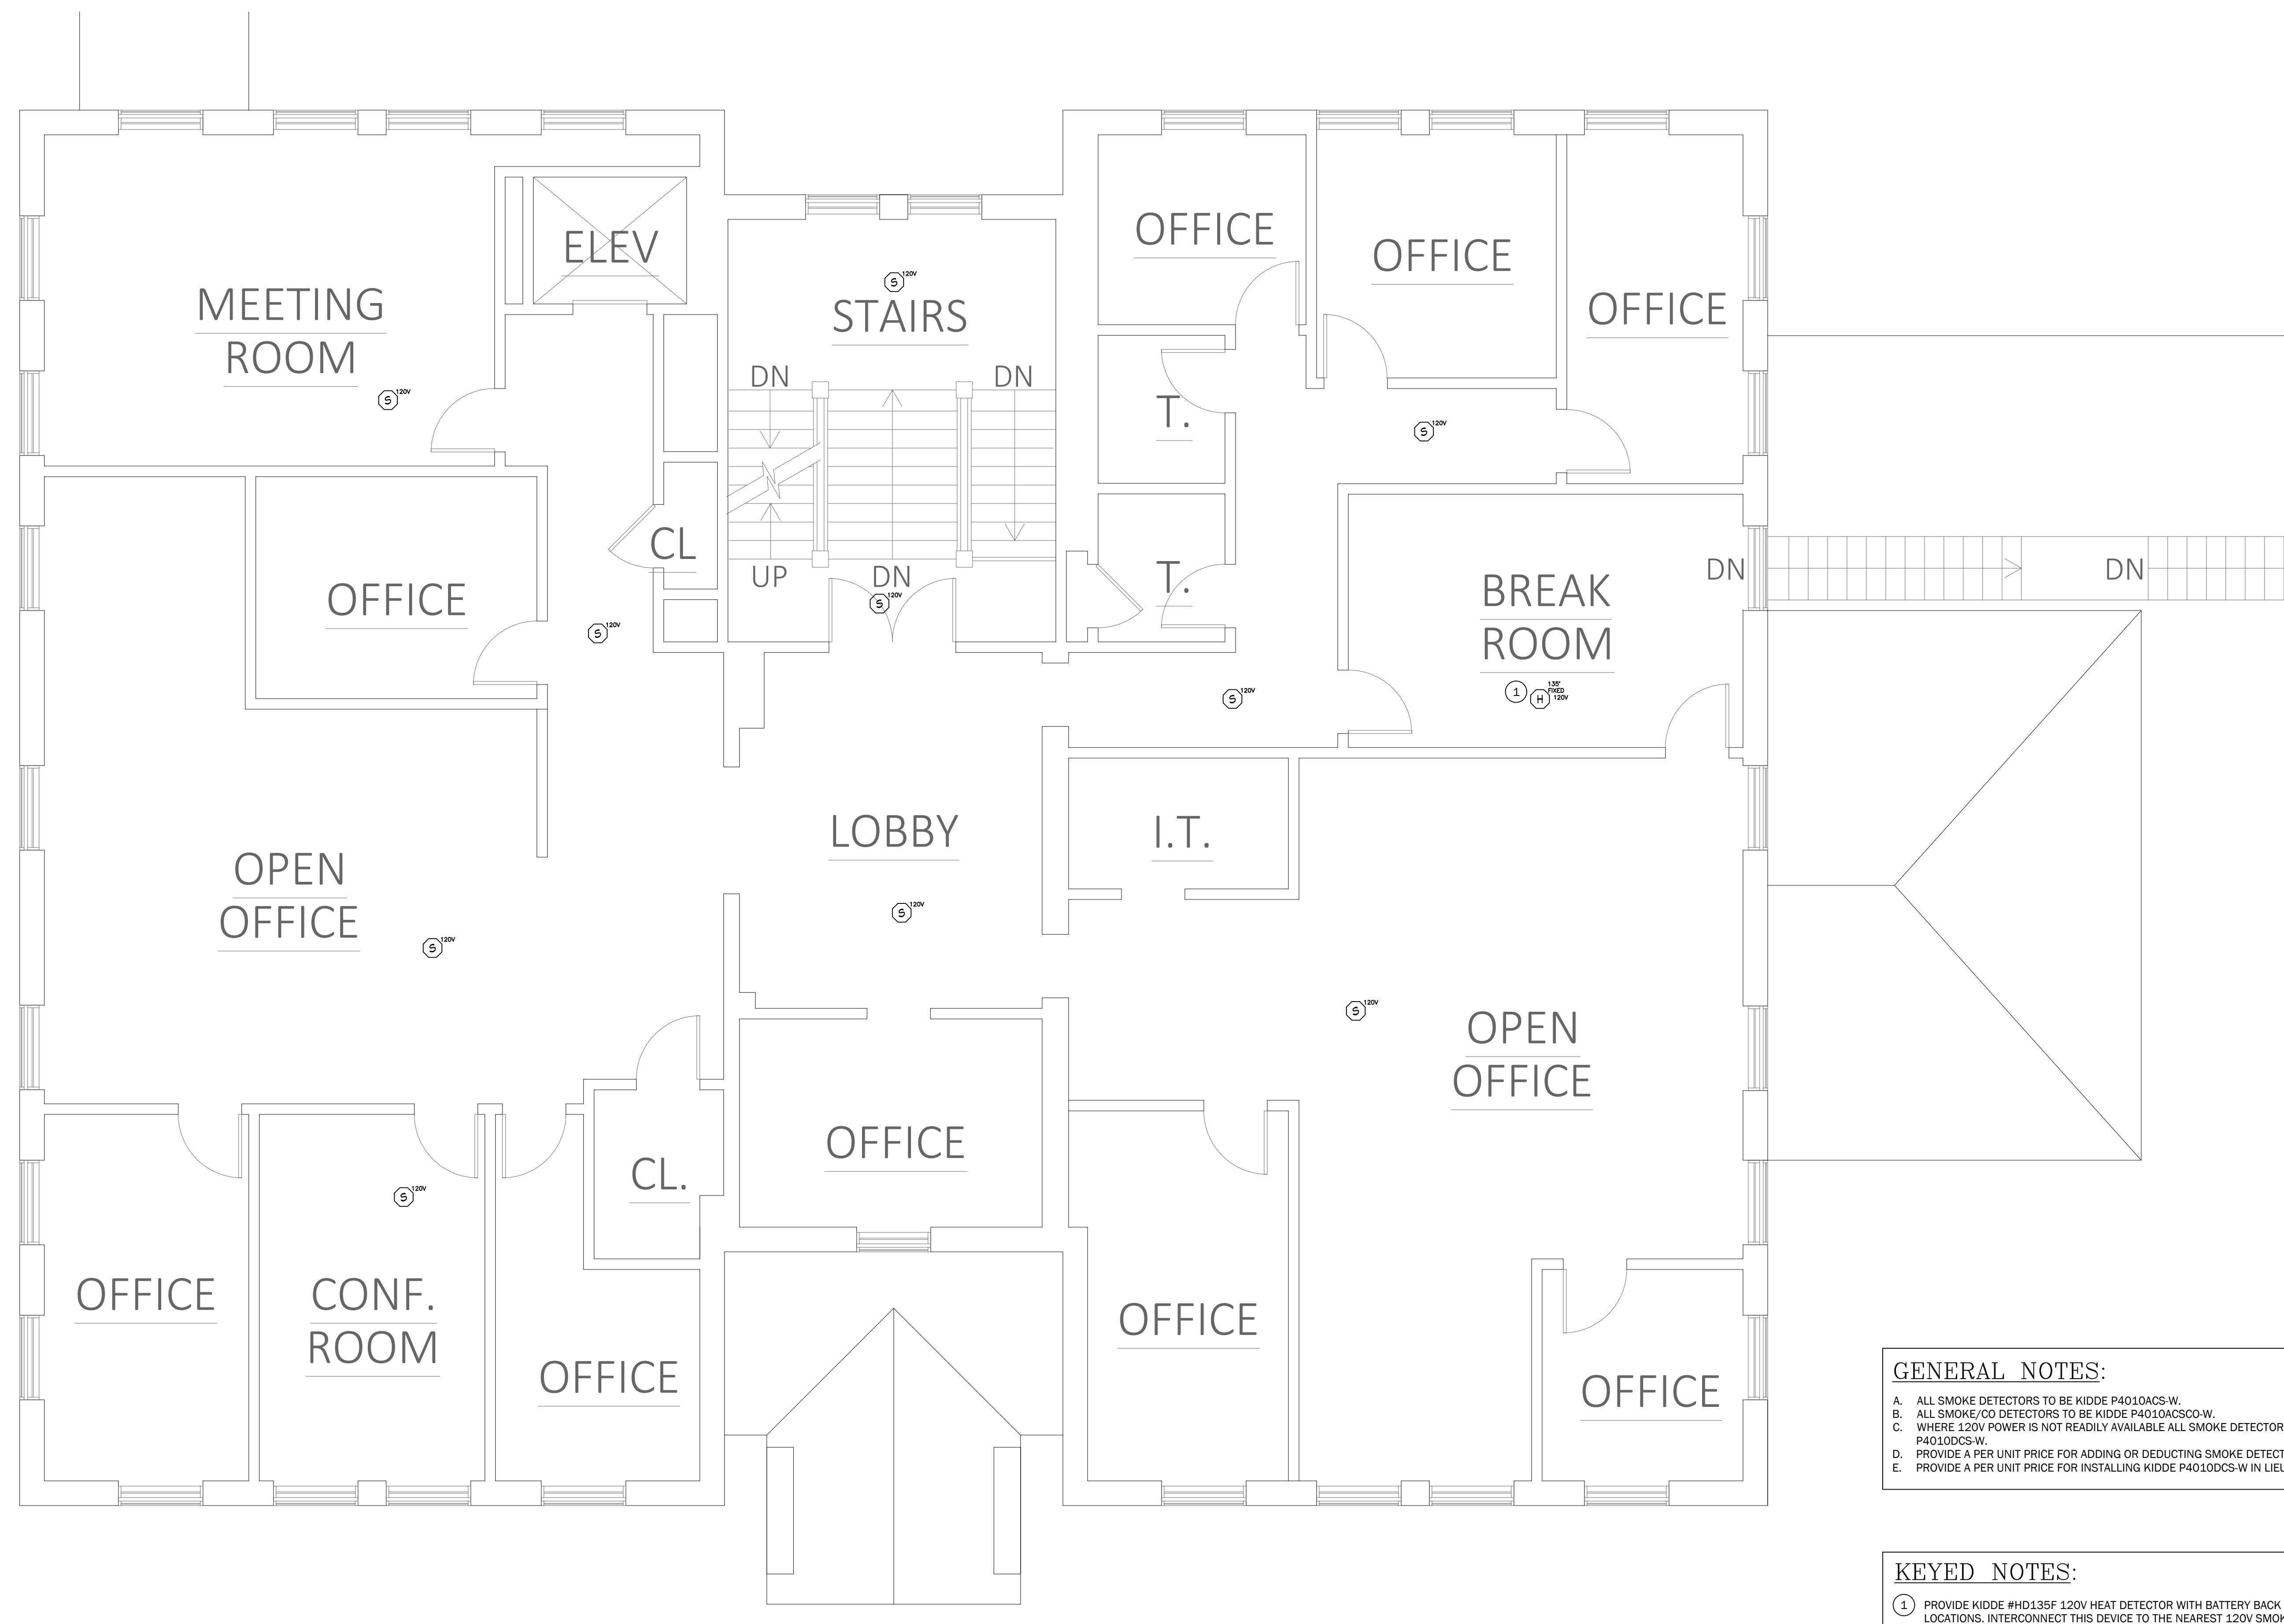 OFFICE
OFFICE
ELEV
120V
S
MEETING
STAIRS
OFFICE
ROOM
DN
DN
120V
S
T.
120V
S
CL
DN
DN
UP
DN
T.
BREAK
OFFICE
120V
S
ROOM
120V
S
120V
S
1
H
135°
FIXED
120V
LOBBY
I.T.
OPEN
OFFICE
120V
S
120V
S
120V
S
OPEN
OFFICE
OFFICE
CL.
120V
S
OFFICE
CONF.
ROOM
OFFICE
OFFICE
OFFICE
GENERAL NOTES:
A. ALL SMOKE DETECTORS TO BE KIDDE P4010ACS-W.
B. ALL SMOKE/CO DETECTORS TO BE KIDDE P4010ACSCO-W.
C. WHERE 120V POWER IS NOT READILY AVAILABLE ALL SMOKE DETECTOR
P4010DCS-W.
D. PROVIDE A PER UNIT PRICE FOR ADDING OR DEDUCTING SMOKE DETECT
E. PROVIDE A PER UNIT PRICE FOR INSTALLING KIDDE P4010DCS-W IN LIEU
KEYED NOTES:
1 PROVIDE KIDDE #HD135F 120V HEAT DETECTOR WITH BATTERY BACK
LOCATIONS. INTERCONNECT THIS DEVICE TO THE NEAREST 120V SMOK